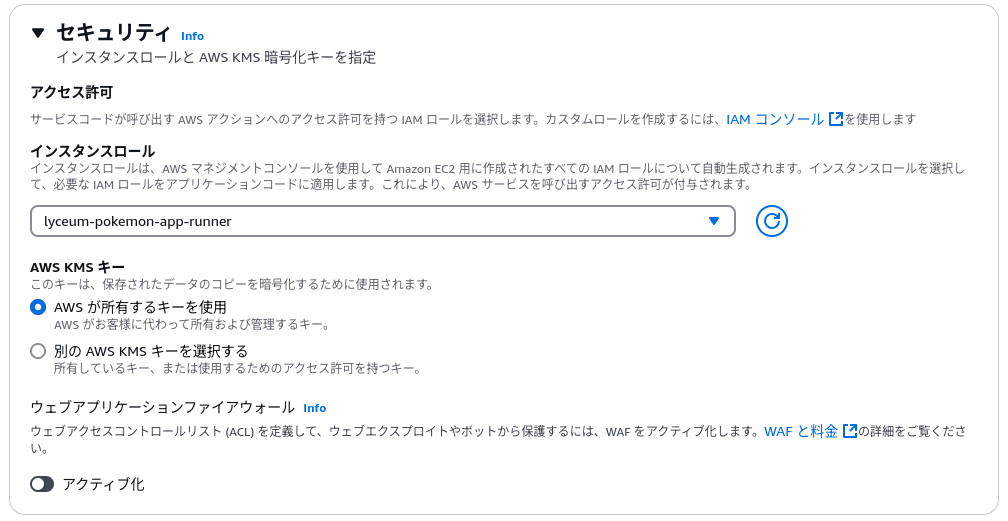 セキュリティ Info
インスタンスロールと AWS KMS 暗号化キーを指定
アクセス許可
サービスコードが呼び出す AWS アクションへのアクセス許可を持つ IAM ロールを選択します。カスタムロールを作成するには、IAM コンソール を使用します
インスタンスロール
インスタンスロールは、AWS マネジメントコンソールを使用して Amazon EC2 用に作成されたすべての IAM ロールについて自動生成されます。インスタンスロールを選択し
て、必要な IAM ロールをアプリケーションコードに適用します。これにより、AWS サービスを呼び出すアクセス許可が付与されます。
lyceum-pokemon-app-runner
AWS KMS キー
このキーは、保存されたデータのコピーを暗号化するために使用されます。
AWS が所有するキーを使用
AWS がお客様に代わって所有および管理するキー。
別の AWS KMS キーを選択する
所有しているキー、または使用するためのアクセス許可を持つキー。
ウェブアプリケーションファイアウォール Info
ウェブアクセスコントロールリスト (ACL) を定義して、ウェブエクスプロイトやボットから保護するには、WAF をアクティブ化します。WAF と料金 の詳細をご覧くださ
い。
アクティブ化